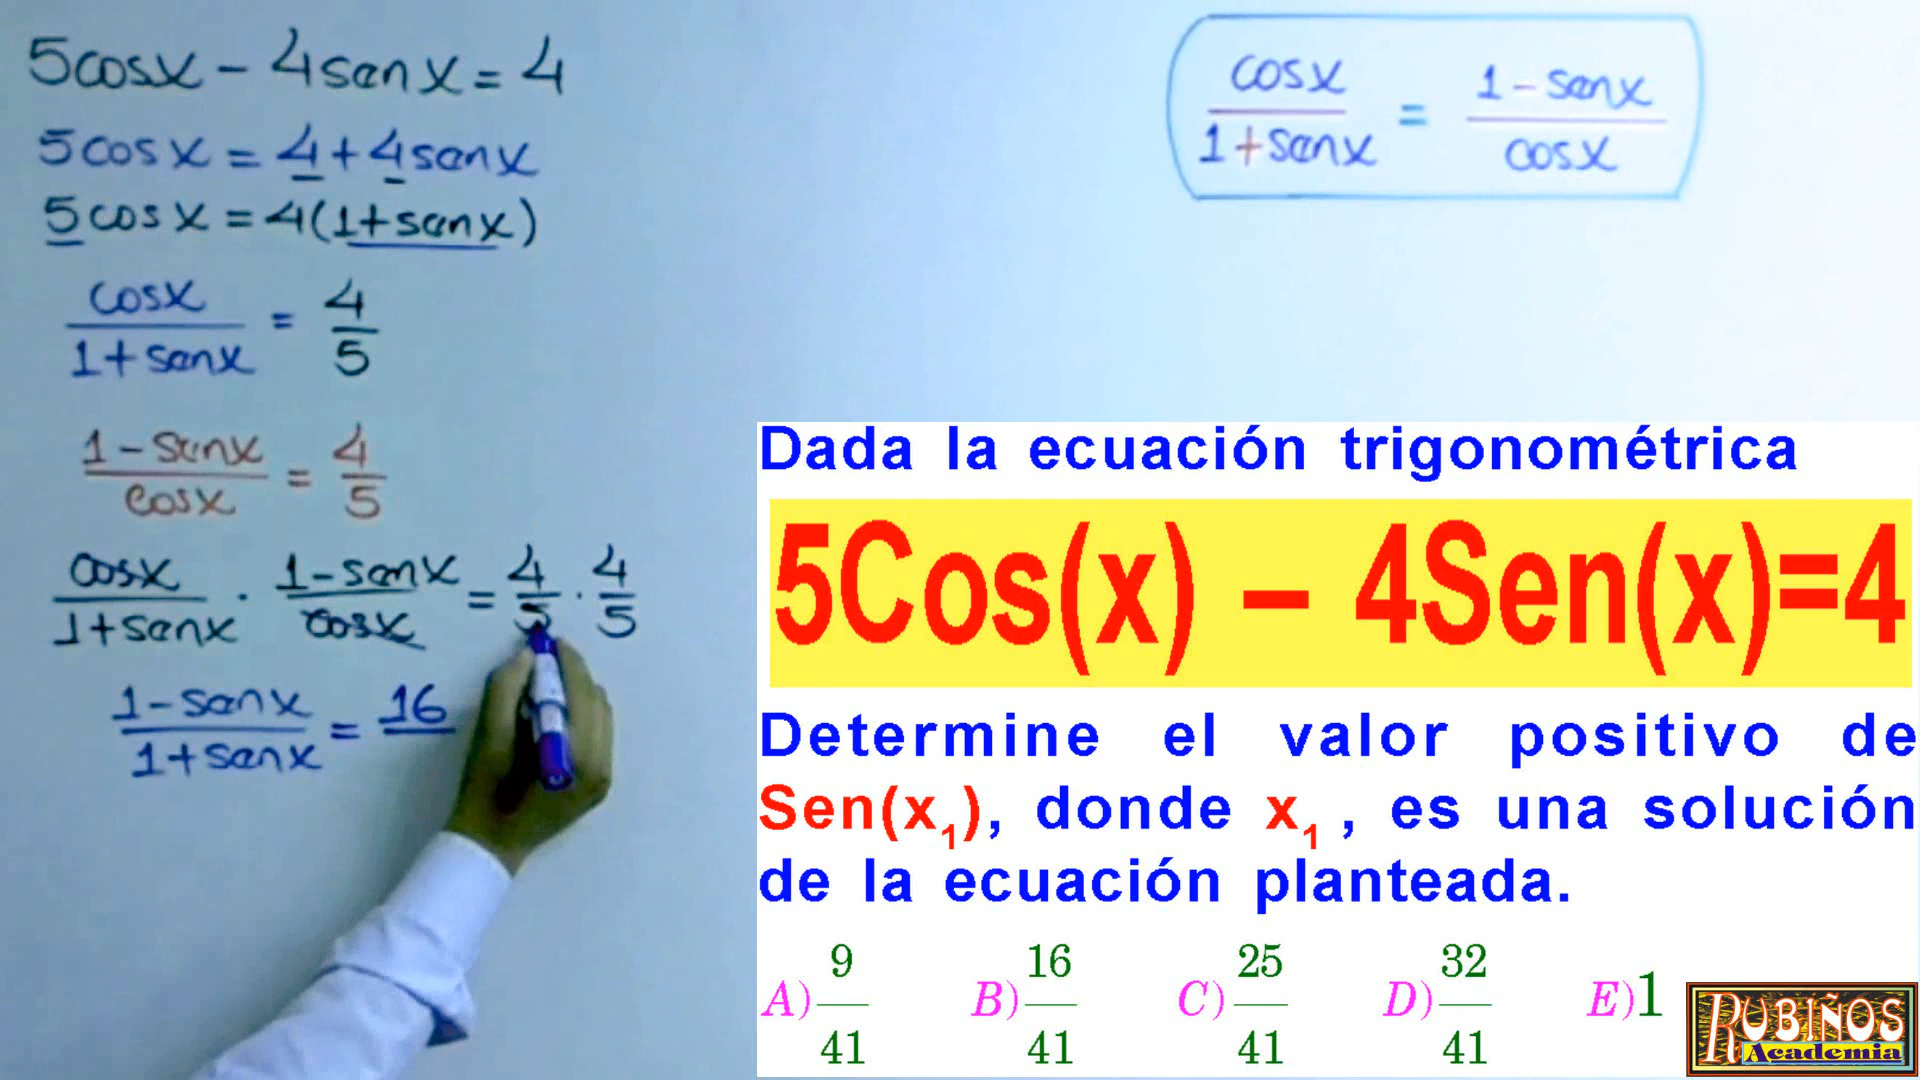 5cosx - 4senx = 4
5cosx = 4 + 4senx
5cosx = 4(1+senx)
cosx/1+senx = 4/5
1-senx/cosx = 4/5
cosx/1+senx · 1-senx/cosx = 4/5 · 4/5
1-senx/1+senx = 16
cosx/1+senx = 1-senx/cosx
Dada la ecuación trigonométrica
5Cos(x) – 4Sen(x)=4
Determine el valor positivo de
Sen(x₁), donde x₁ , es una solución
de la ecuación planteada.
A) 9/41 B) 16/41 C) 25/41 D) 32/41 E) 1
RUBIÑOS
Academia